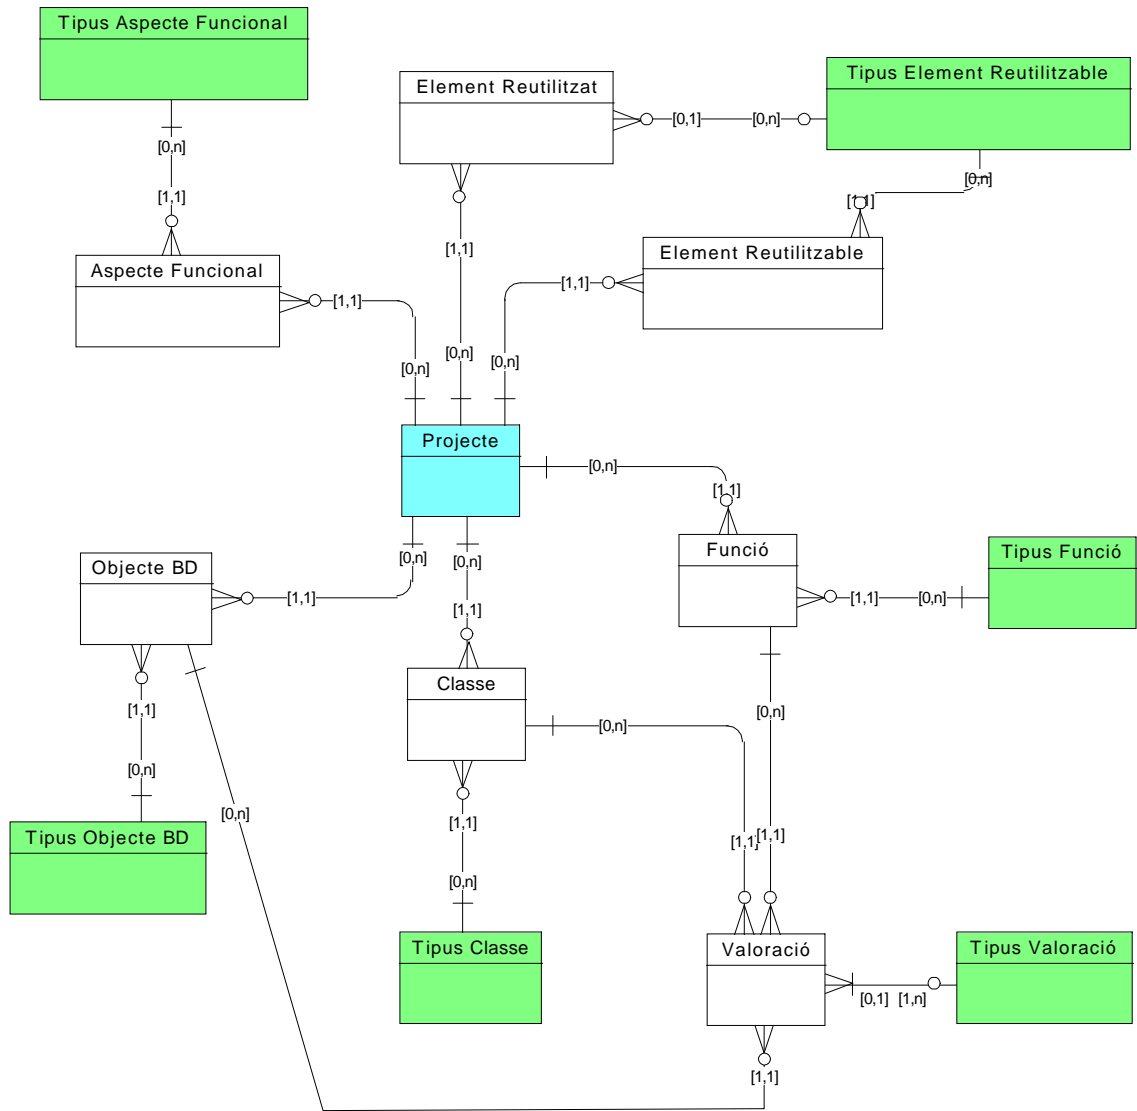 Tipus Aspecte Funcional
Element Reutilitzat
Tipus Element Reutilitzable
[0,1]
[0,n]
[0,n]
[0,n]
[1,1]
[1,1]
[1,1]
Element Reutilitzable
Aspecte Funcional
[1,1]
[1,1]
[0,n]
[0,n]
[0,n]
Projecte
[0,n]
[1,1]
Funció
Tipus Funció
Objecte BD
[0,n]
[0,n]
[1,1]
[1,1]
[1,1]
[0,n]
Classe
[1,1]
[0,n]
[0,n]
[0,n]
[0,n]
[1,1]
Tipus Objecte BD
[1,1]
[1,1]
[0,n]
Tipus Classe
Valoració
Tipus Valoració
[0,1]
[1,n]
[1,1]